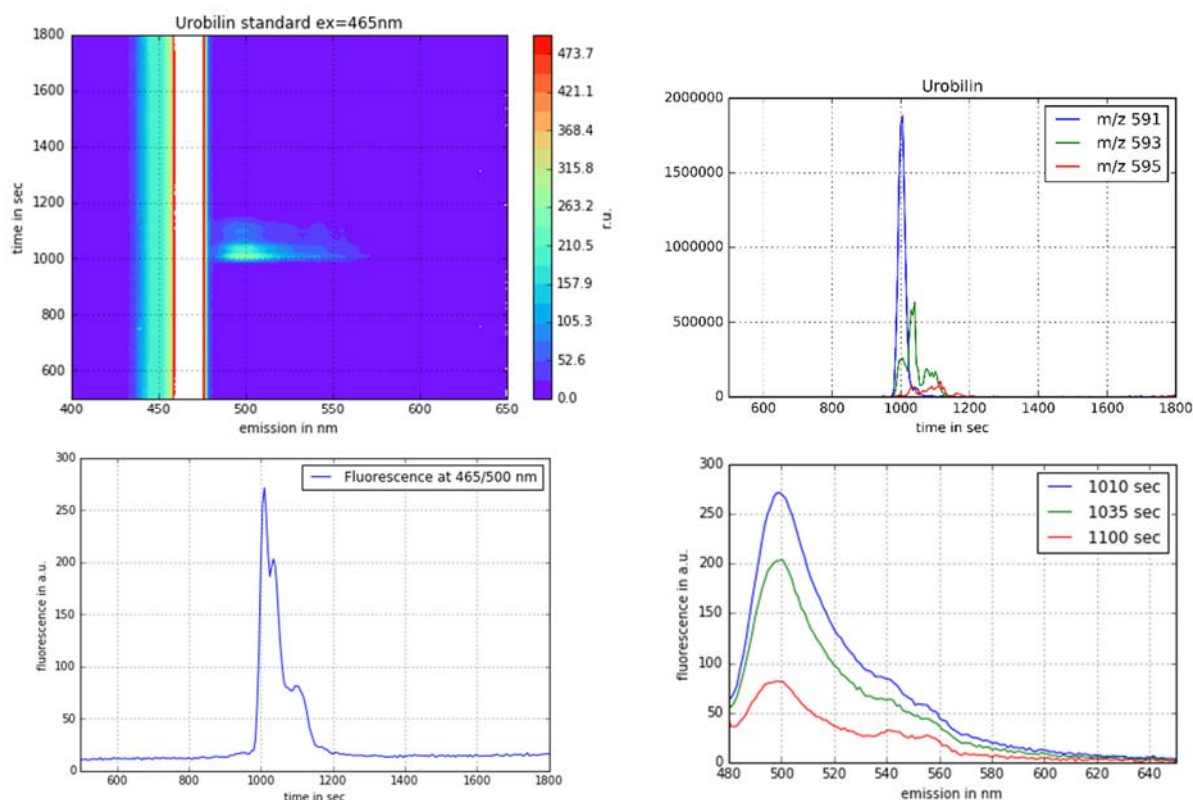 Urobilin standard ex=465nm
1800
1600
1400
1200
1000
800
600
time in sec
400 450 500 550 600 650
emission in nm
473.7
421.1
368.4
315.8
263.2
210.5
157.9
105.3
52.6
0.0
r.u.
Urobilin
2000000
1500000
1000000
500000
0
m/z 591
m/z 593
m/z 595
600 800 1000 1200 1400 1600 1800
time in sec
300
250
200
150
100
50
0
fluorescence in a.u.
Fluorescence at 465/500 nm
600 800 1000 1200 1400 1600 1800
time in sec
300
250
200
150
100
50
0
fluorescence in a.u.
1010 sec
1035 sec
1100 sec
480 500 520 540 560 580 600 620 640
emission in nm